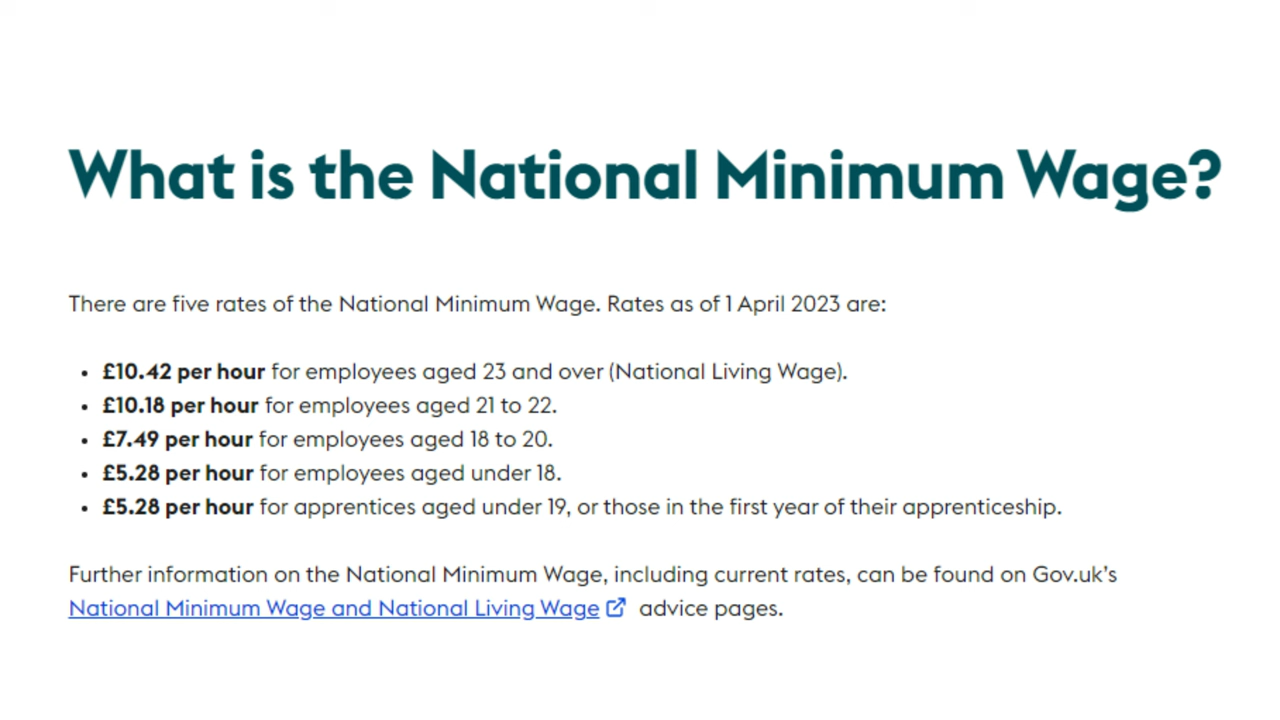 What is the National Minimum Wage?
There are five rates of the National Minimum Wage. Rates as of 1 April 2023 are:
• £10.42 per hour for employees aged 23 and over (National Living Wage).
• £10.18 per hour for employees aged 21 to 22.
• £7.49 per hour for employees aged 18 to 20.
• £5.28 per hour for employees aged under 18.
• £5.28 per hour for apprentices aged under 19, or those in the first year of their apprenticeship.
Further information on the National Minimum Wage, including current rates, can be found on Gov.uk’s
National Minimum Wage and National Living Wage advice pages.